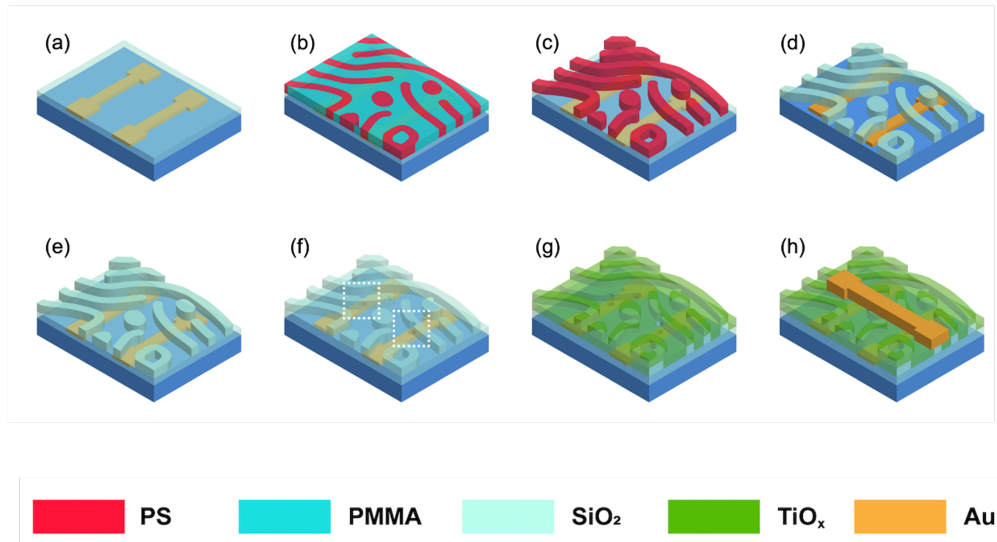 (a) (b) (c) (d)
(e) (f) (g) (h)
PS PMMA SiO₂ TiOₓ Au